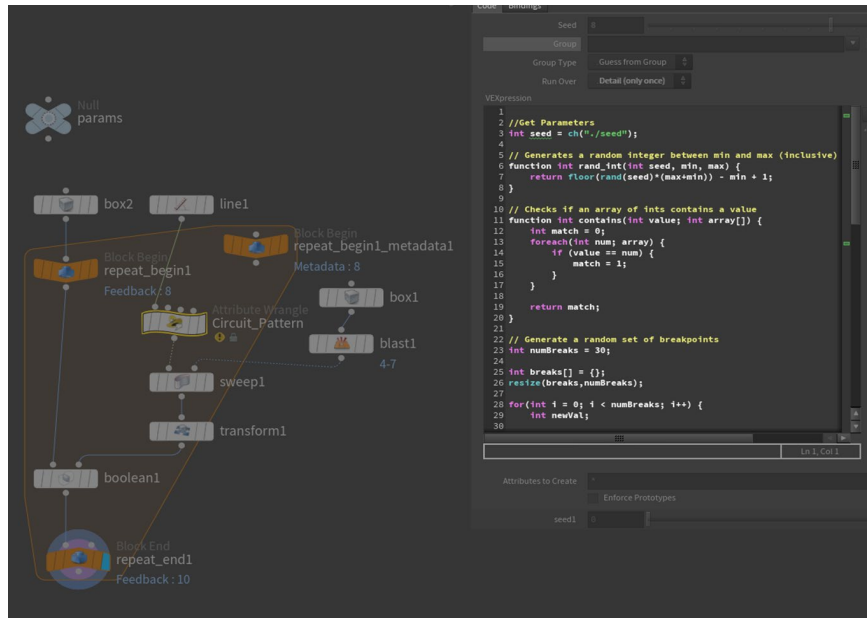 Null
params
box2
line1
Block Begin
repeat_begin1
Feedback : 8
Block Begin
repeat_begin1_metadata1
Metadata : 8
box1
Attribute Wrangle
Circuit_Pattern
blast1
4-7
sweep1
transform1
boolean1
Block End
repeat_end1
Feedback : 10
Code
Bindings
Seed 8
Group
Group Type Guess from Group
Run Over Detail (only once)
VEXpression
1
2 //Get Parameters
3 int seed = ch("./seed");
4
5 // Generates a random integer between min and max (inclusive)
6 function int rand_int(int seed, min, max) {
7 return floor(rand(seed)*(max+min)) - min + 1;
8 }
9
10 // Checks if an array of ints contains a value
11 function int contains(int value; int array[]) {
12 int match = 0;
13 foreach(int num; array) {
14 if (value == num) {
15 match = 1;
16 }
17 }
18
19 return match;
20 }
21
22 // Generate a random set of breakpoints
23 int numBreaks = 30;
24
25 int breaks[] = {};
26 resize(breaks,numBreaks);
27
28 for(int i = 0; i < numBreaks; i++) {
29 int newVal;
30
Ln 1, Col 1
Attributes to Create *
Enforce Prototypes
seed1 0